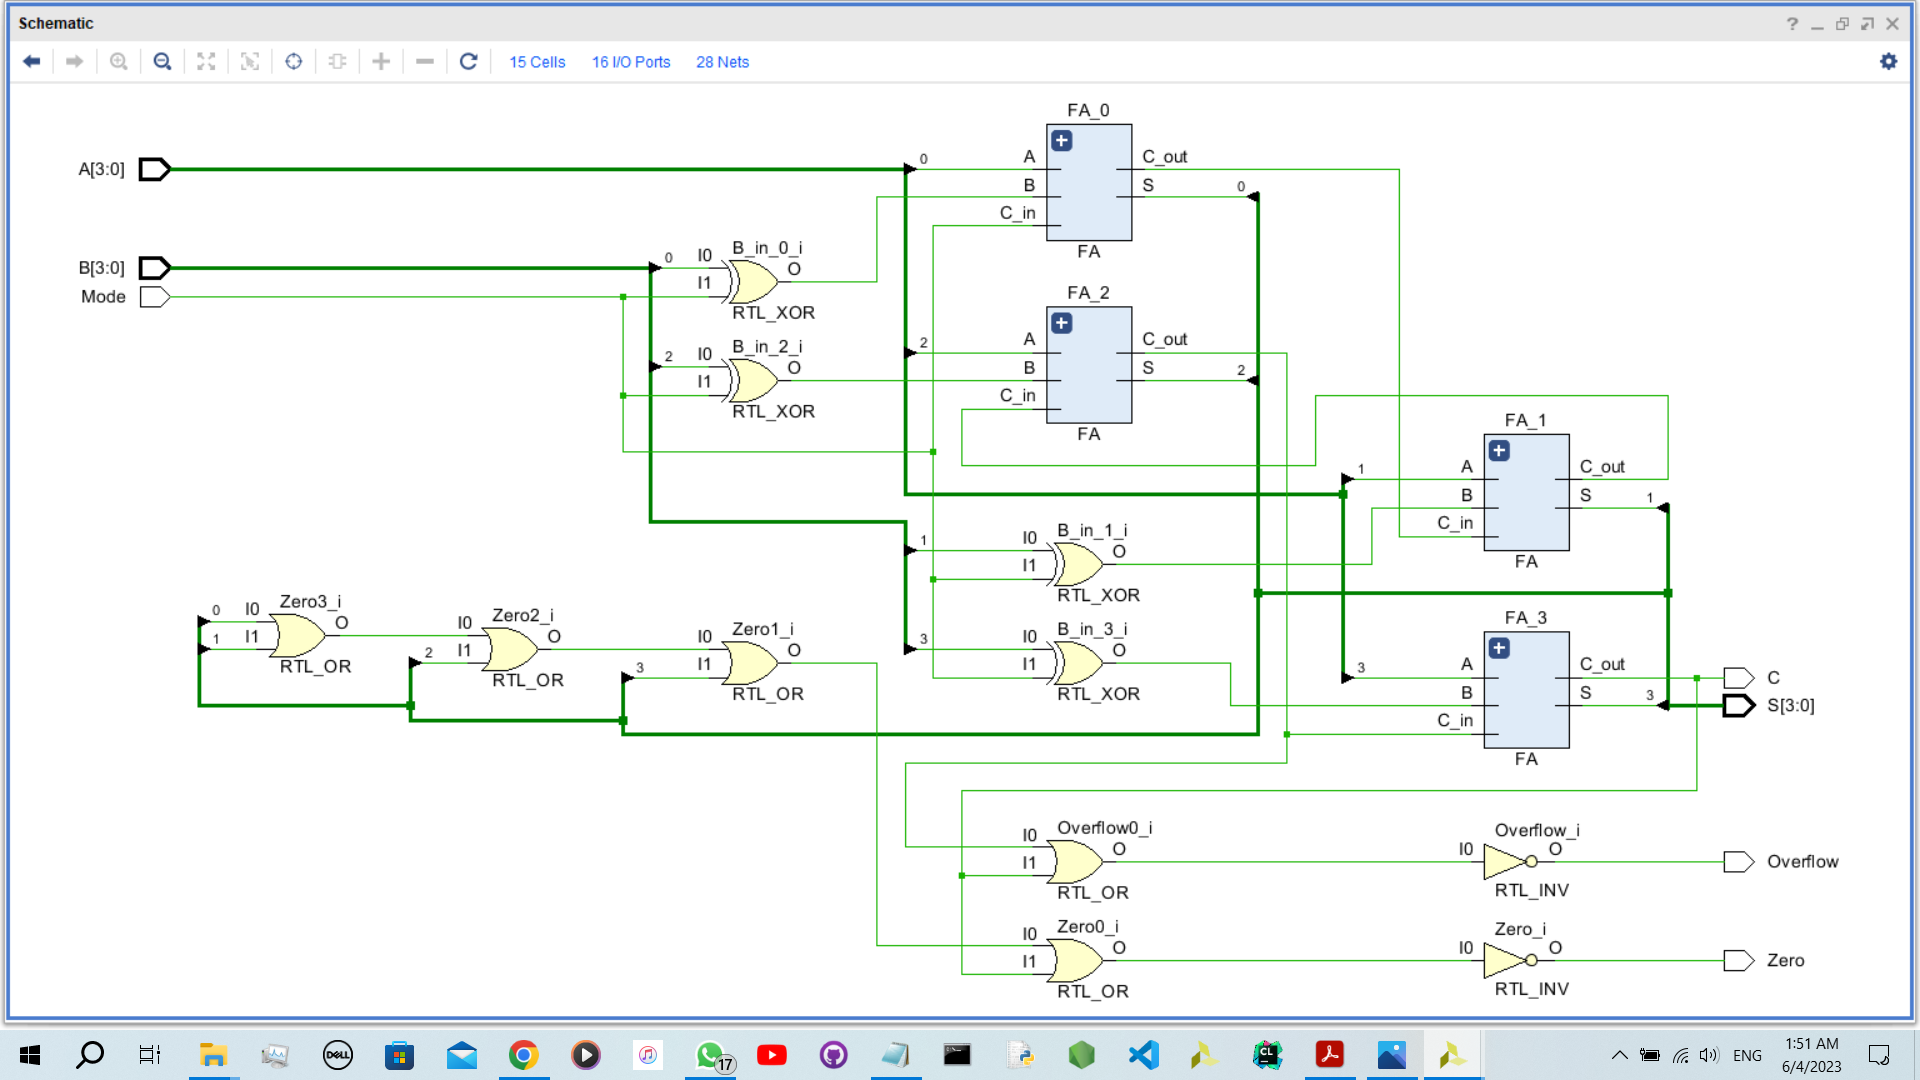 Schematic
15 Cells 16 I/O Ports 28 Nets
FA_0
A[3:0]
0
A
B
C_in
C_out
S
0
FA
B[3:0]
Mode
0
I0
I1
B_in_0_i
O
RTL_XOR
FA_2
2
A
B
C_in
C_out
S
2
FA
2
I0
I1
B_in_2_i
O
RTL_XOR
FA_1
1
A
B
C_in
C_out
S
1
FA
1
I0
I1
B_in_1_i
O
RTL_XOR
3
I0
I1
B_in_3_i
O
RTL_XOR
FA_3
3
A
B
C_in
C_out
S
3
FA
C
S[3:0]
0
1
I0
I1
Zero3_i
O
RTL_OR
2
I0
I1
Zero2_i
O
RTL_OR
3
I0
I1
Zero1_i
O
RTL_OR
I0
I1
Overflow0_i
O
RTL_OR
I0
Overflow_i
O
RTL_INV
Overflow
I0
I1
Zero0_i
O
RTL_OR
I0
Zero_i
O
RTL_INV
Zero
DELL
17
CL
ENG
1:51 AM
6/4/2023